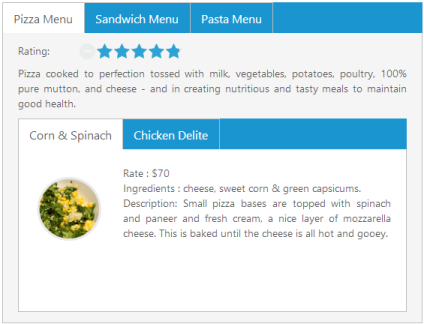 Pizza Menu Sandwich Menu Pasta Menu
Rating:
Pizza cooked to perfection tossed with milk, vegetables, potatoes, poultry, 100%
pure mutton, and cheese - and in creating nutritious and tasty meals to maintain
good health.
Corn & Spinach Chicken Delite
Rate : $70
Ingredients : cheese, sweet corn & green capsicums.
Description: Small pizza bases are topped with spinach
and paneer and fresh cream, a nice layer of mozzarella
cheese. This is baked until the cheese is all hot and gooey.